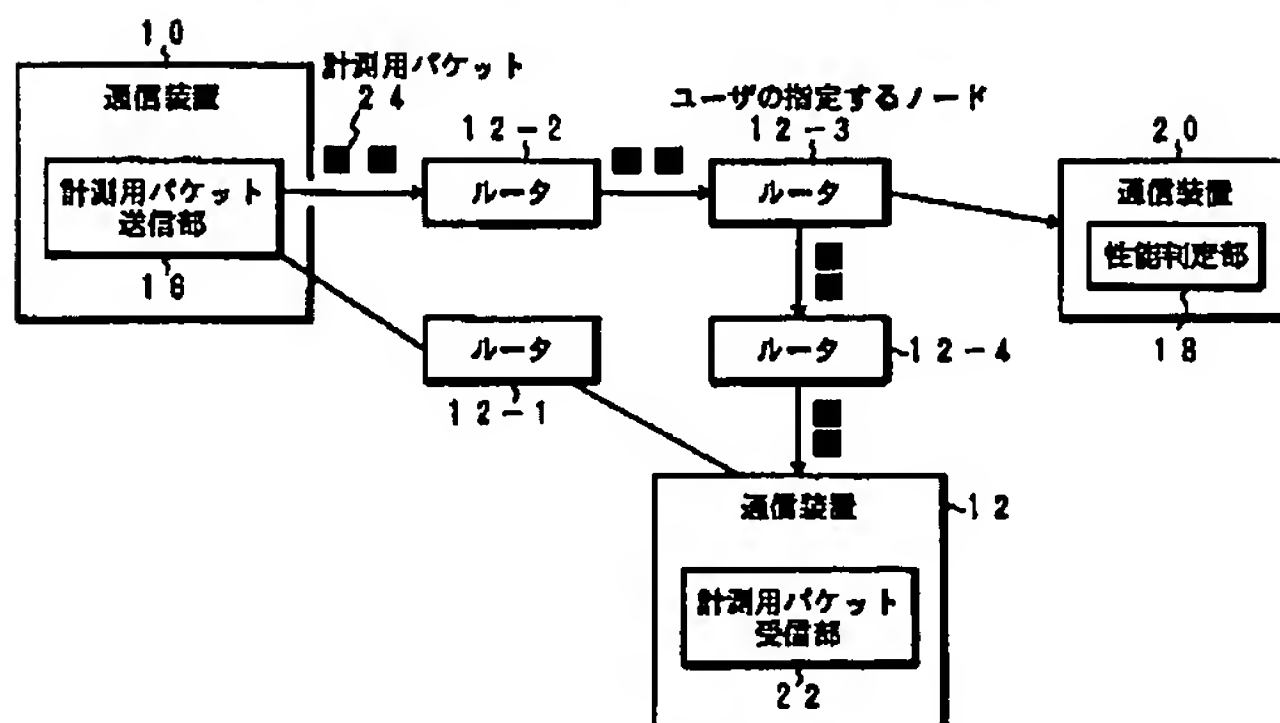 10
通信装置
計測用パケット
24
計測用パケット
送信部
16
12-2
ルータ
ユーザの指定するノード
12-3
ルータ
20
通信装置
性能判定部
18
ルータ
12-1
ルータ
12-4
通信装置
12
計測用パケット
受信部
22